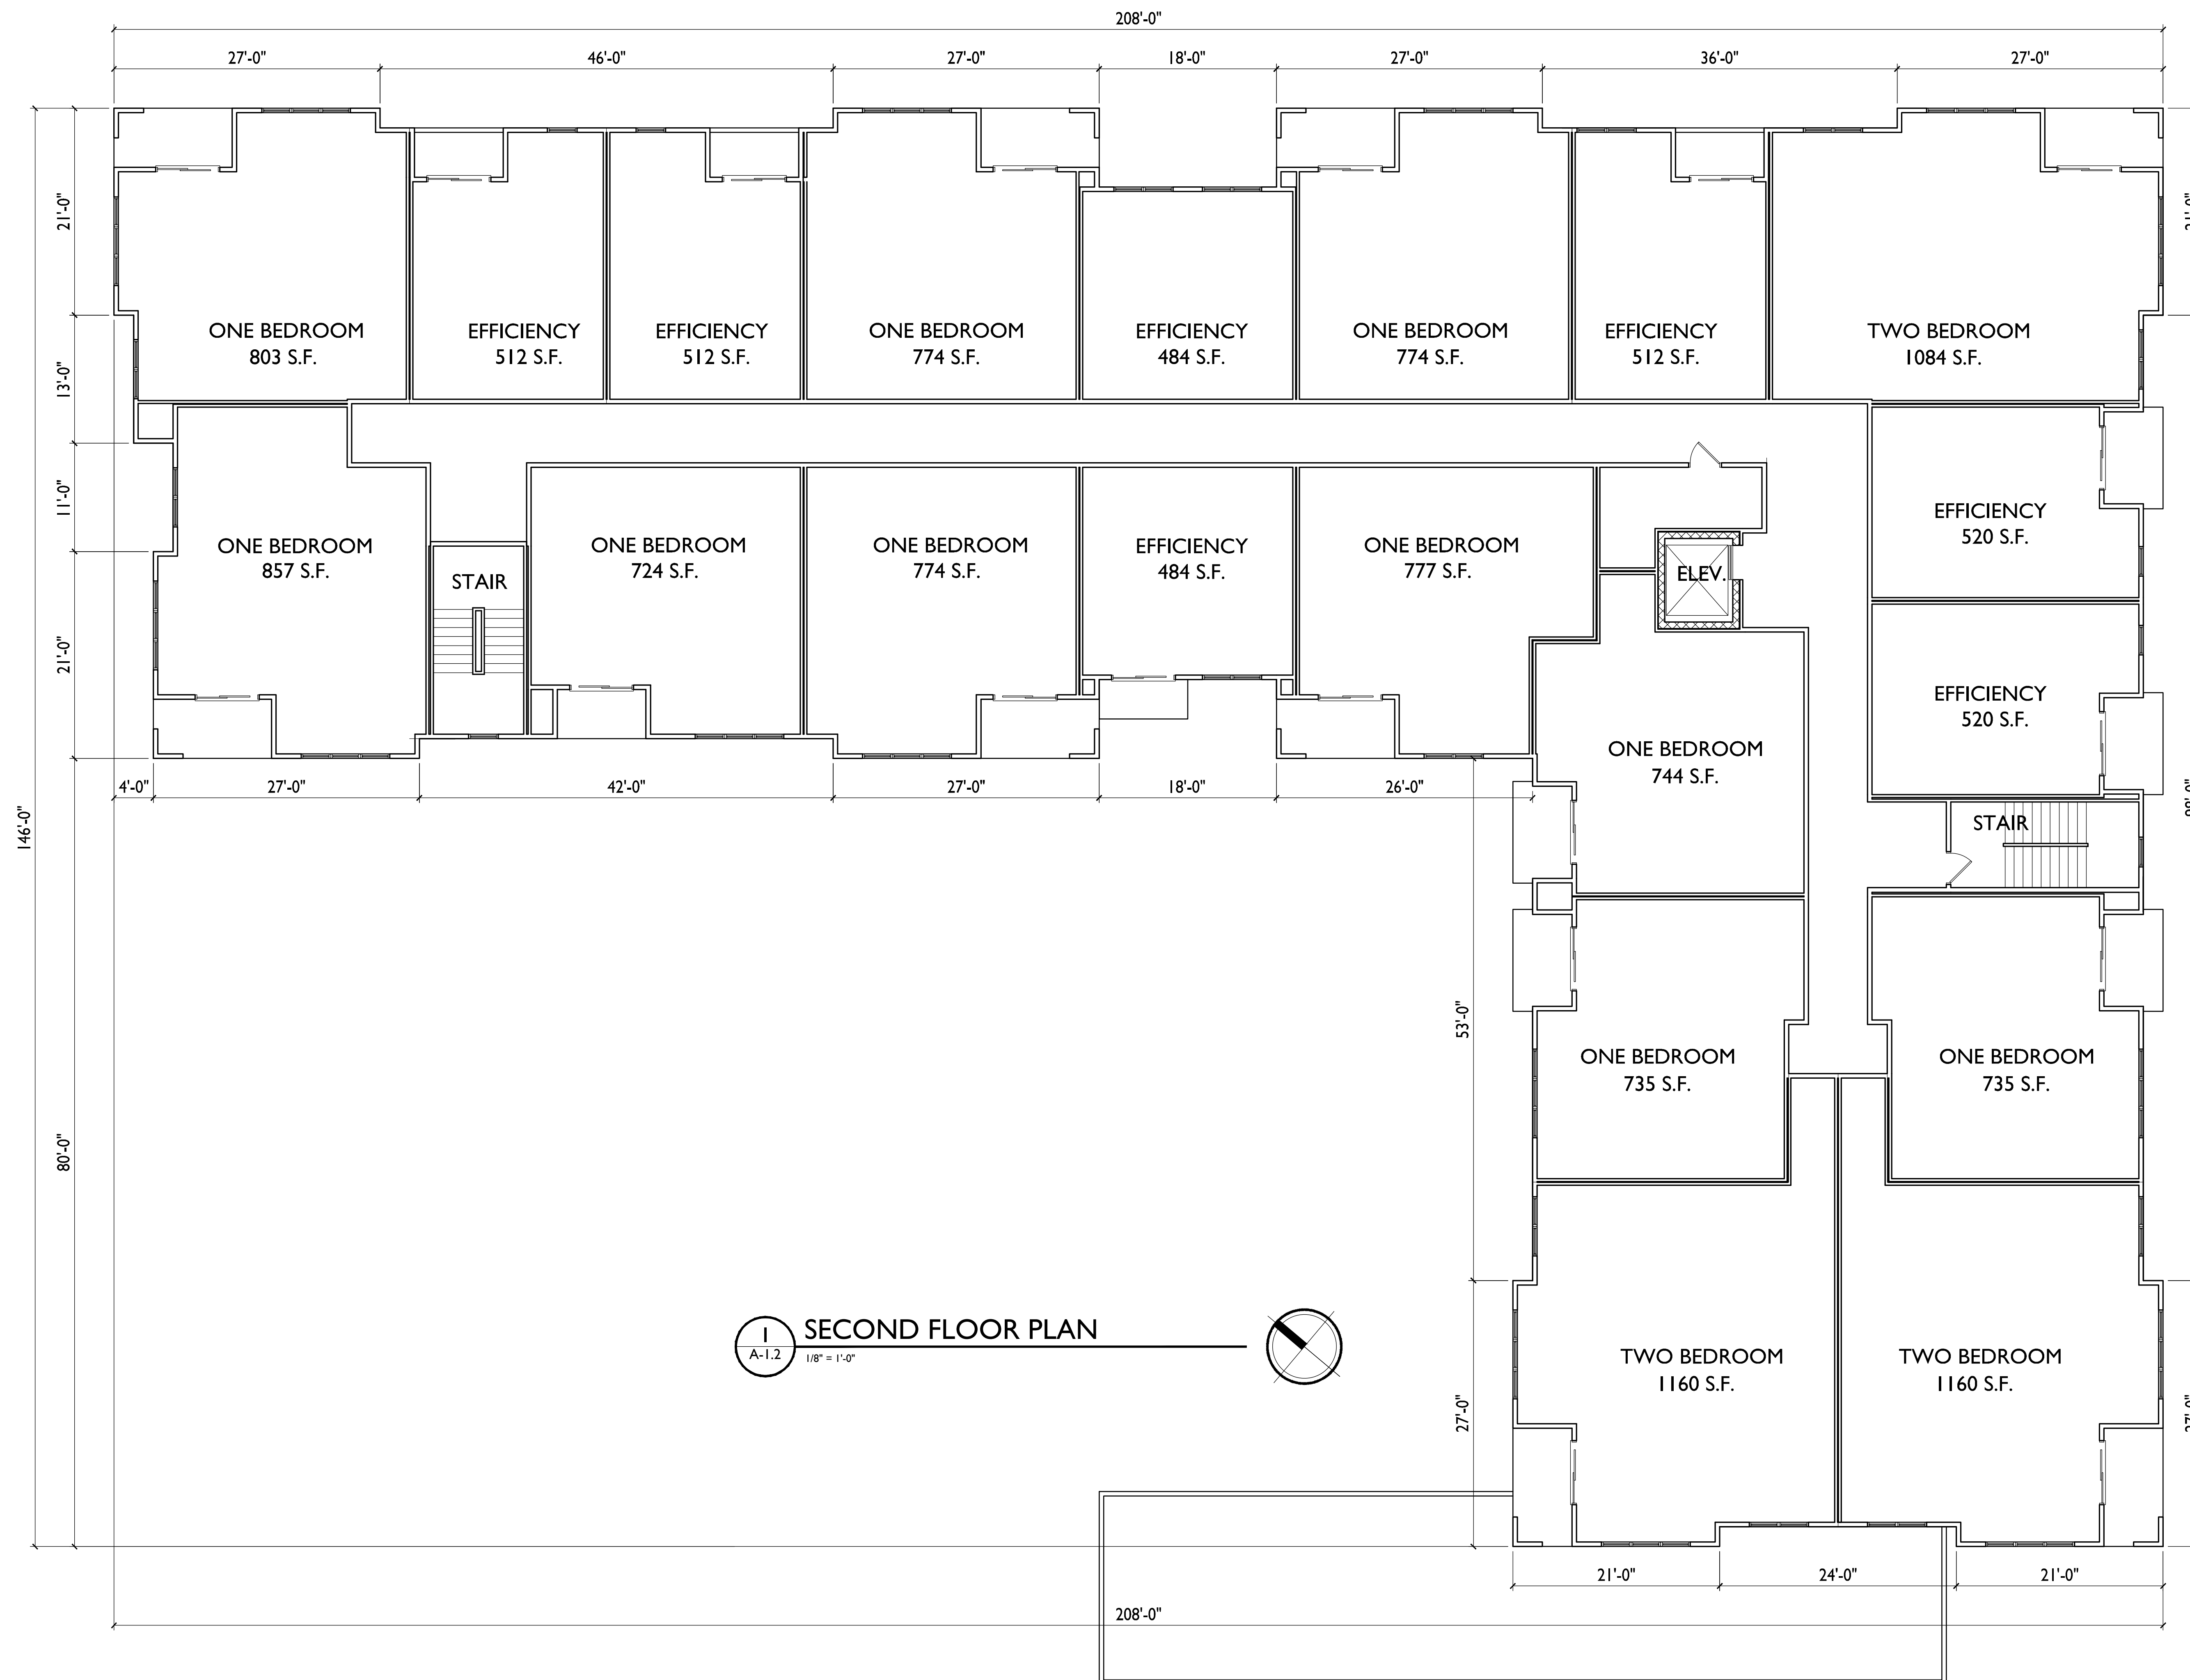 208'-0"
27'-0" 46'-0" 27'-0" 18'-0" 27'-0" 36'-0" 27'-0"
21'-0"
13'-0"
11'-0"
21'-0"
146'-0"
80'-0"
ONE BEDROOM
803 S.F.
EFFICIENCY
512 S.F.
EFFICIENCY
512 S.F.
ONE BEDROOM
774 S.F.
EFFICIENCY
484 S.F.
ONE BEDROOM
774 S.F.
EFFICIENCY
512 S.F.
TWO BEDROOM
1084 S.F.
ONE BEDROOM
857 S.F.
STAIR
ONE BEDROOM
724 S.F.
ONE BEDROOM
774 S.F.
EFFICIENCY
484 S.F.
ONE BEDROOM
777 S.F.
ELEV.
EFFICIENCY
520 S.F.
EFFICIENCY
520 S.F.
ONE BEDROOM
744 S.F.
STAIR
4'-0" 27'-0" 42'-0" 27'-0" 18'-0" 26'-0"
53'-0"
ONE BEDROOM
735 S.F.
ONE BEDROOM
735 S.F.
1
A-1.2
SECOND FLOOR PLAN
1/8" = 1'-0"
TWO BEDROOM
1160 S.F.
TWO BEDROOM
1160 S.F.
27'-0"
21'-0" 24'-0" 21'-0"
208'-0"